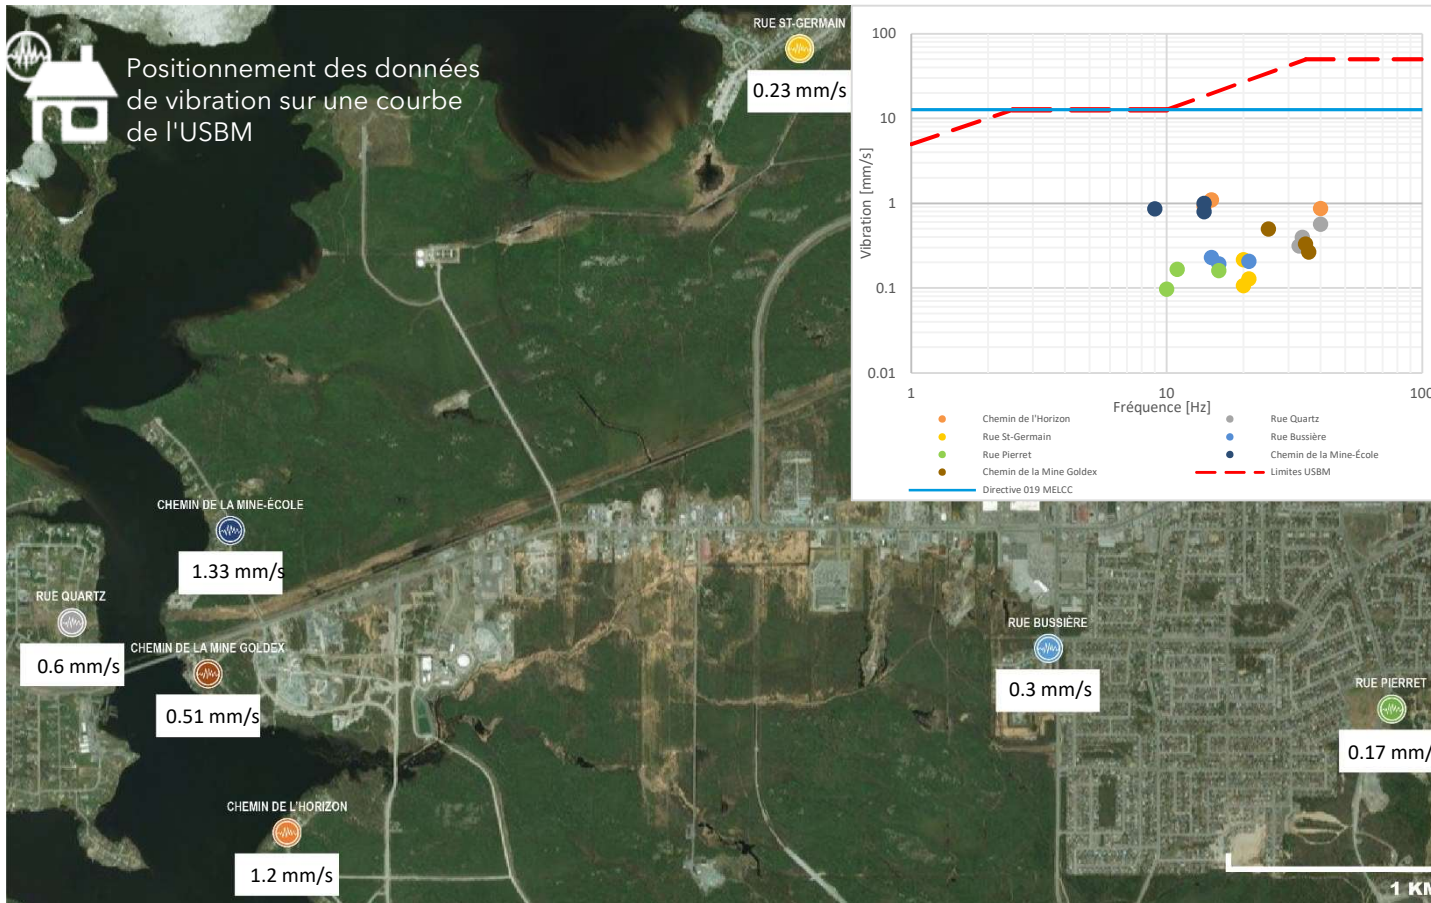 Positionnement des données
de vibration sur une courbe
de l'USBM
RUE ST-GERMAIN
0.23 mm/s
100
10
1
0.1
0.01
Vibration [mm/s]
1
10
100
Fréquence [Hz]
Chemin de l'Horizon
Rue Quartz
Rue St-Germain
Rue Bussière
Rue Pierret
Chemin de la Mine-École
Chemin de la Mine Goldex
Limites USBM
Directive 019 MELCC
CHEMIN DE LA MINE-ÉCOLE
1.33 mm/s
RUE QUARTZ
0.6 mm/s
CHEMIN DE LA MINE GOLDEX
0.51 mm/s
RUE BUSSIÈRE
0.3 mm/s
RUE PIERRET
0.17 mm/
CHEMIN DE L'HORIZON
1.2 mm/s
1 KM